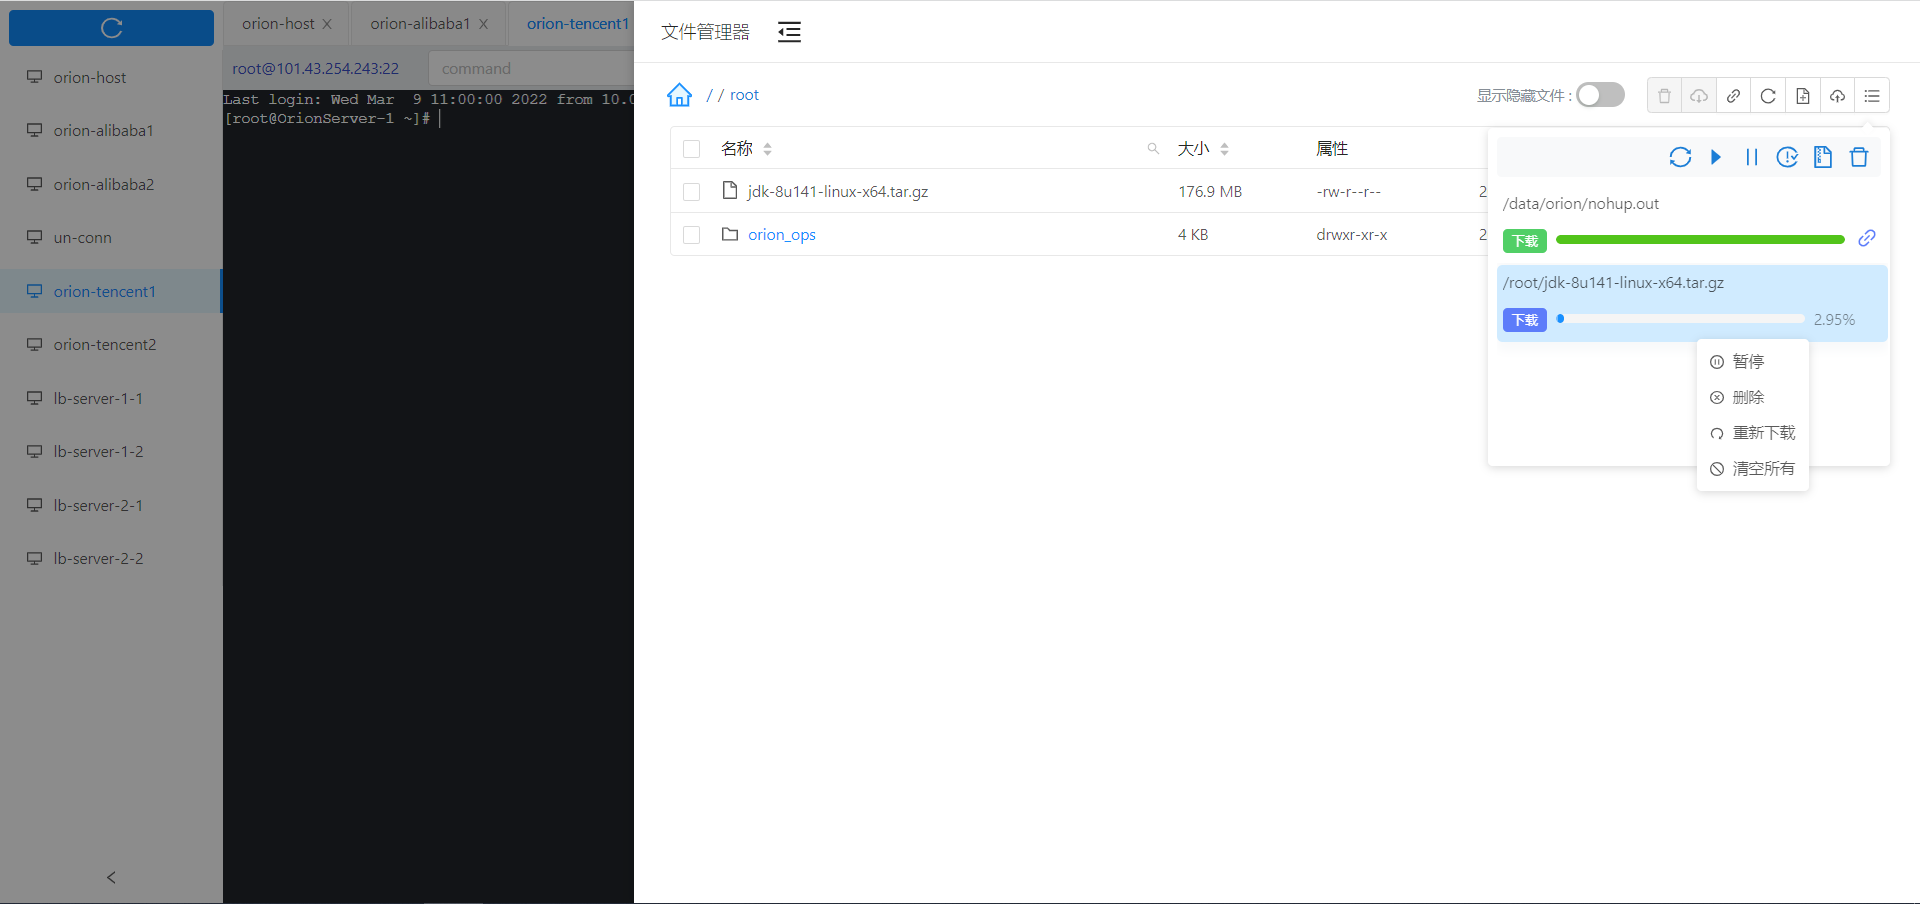 orion-host
orion-alibaba1
orion-alibaba2
un-conn
orion-tencent1
orion-tencent2
lb-server-1-1
lb-server-1-2
lb-server-2-1
lb-server-2-2
orion-host X orion-alibaba1 X orion-tencent1
root@101.43.254.243:22 command
Last login: Wed Mar 9 11:00:00 2022 from 10.0
[root@OrionServer-1 ~]#
文件管理器
/ / root
显示隐藏文件 :
名称 大小 属性
jdk-8u141-linux-x64.tar.gz 176.9 MB -rw-r--r-- 2
orion_ops 4 KB drwxr-xr-x 2
/data/orion/nohup.out
下载
/root/jdk-8u141-linux-x64.tar.gz
下载 2.95%
暂停
删除
重新下载
清空所有